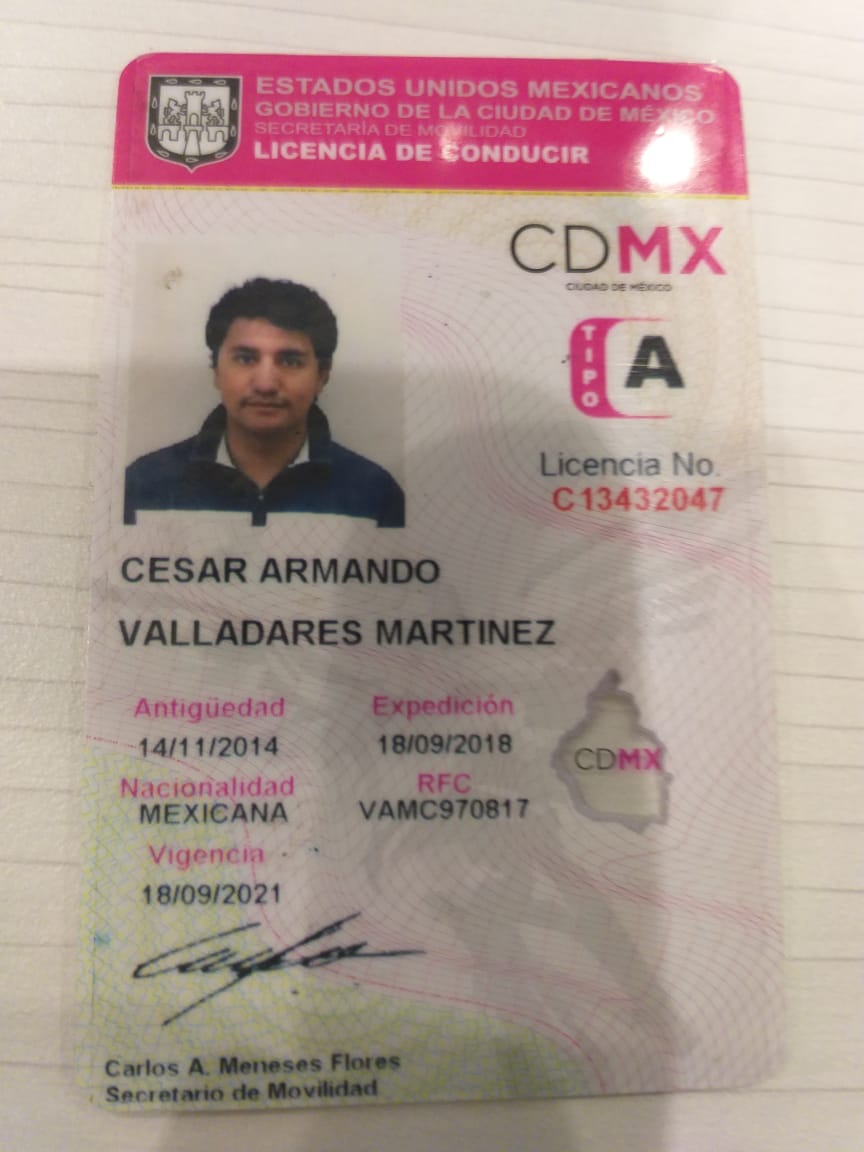 ESTADOS UNIDOS MEXICANOS
GOBIERNO DE LA CIUDAD DE MÉXICO
SECRETARÍA DE MOVILIDAD
LICENCIA DE CONDUCIR
CDMX
CIUDAD DE MÉXICO
TIPO A
Licencia No.
C13432047
CESAR ARMANDO
VALLADARES MARTINEZ
Antigüedad Expedición
14/11/2014 18/09/2018
CDMX
Nacionalidad RFC
MEXICANA VAMC970817
Vigencia
18/09/2021
Carlos A. Meneses Flores
Secretario de Movilidad